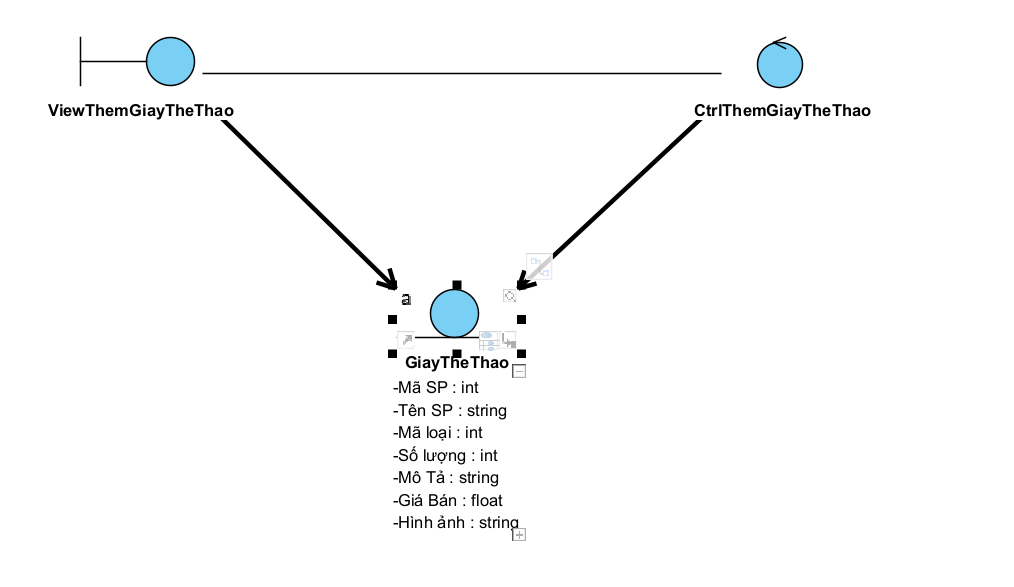 ViewThemGiayTheThao
CtrlThemGiayTheThao
a
GiayTheThao
-Mã SP : int
-Tên SP : string
-Mã loại : int
-Số lượng : int
-Mô Tả : string
-Giá Bán : float
-Hình ảnh : string